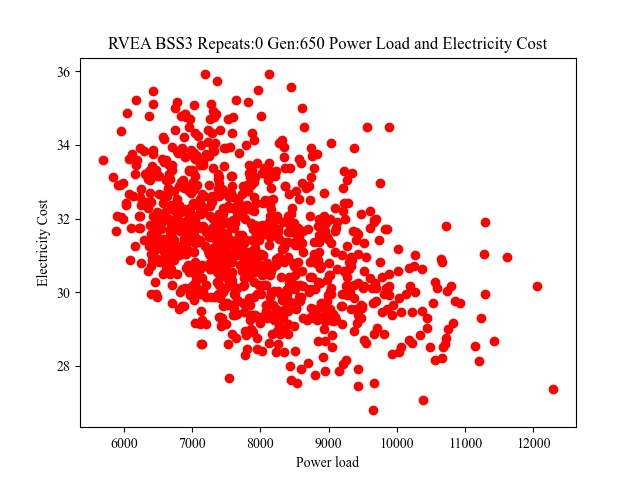 RVEA BSS3 Repeats:0 Gen:650 Power Load and Electricity Cost
36
34
32
30
28
Electricity Cost
6000 7000 8000 9000 10000 11000 12000
Power load